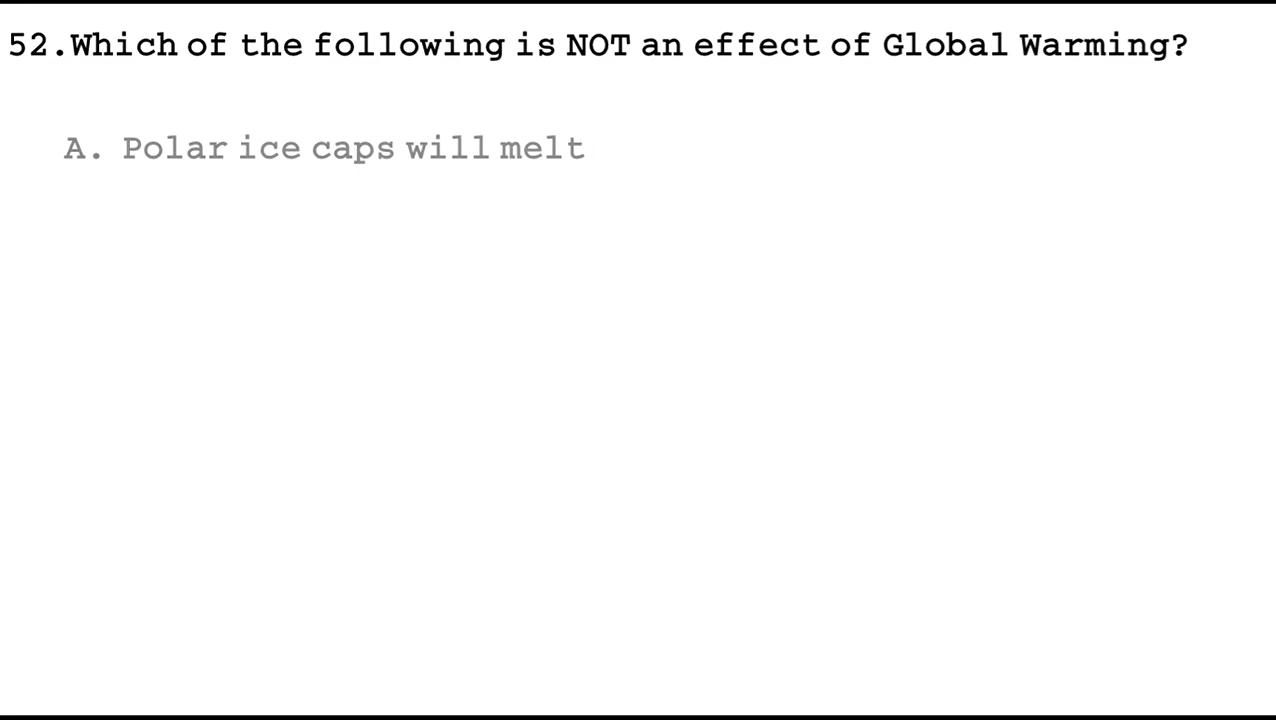 52.Which of the following is NOT an effect of Global Warming?
A. Polar ice caps will melt